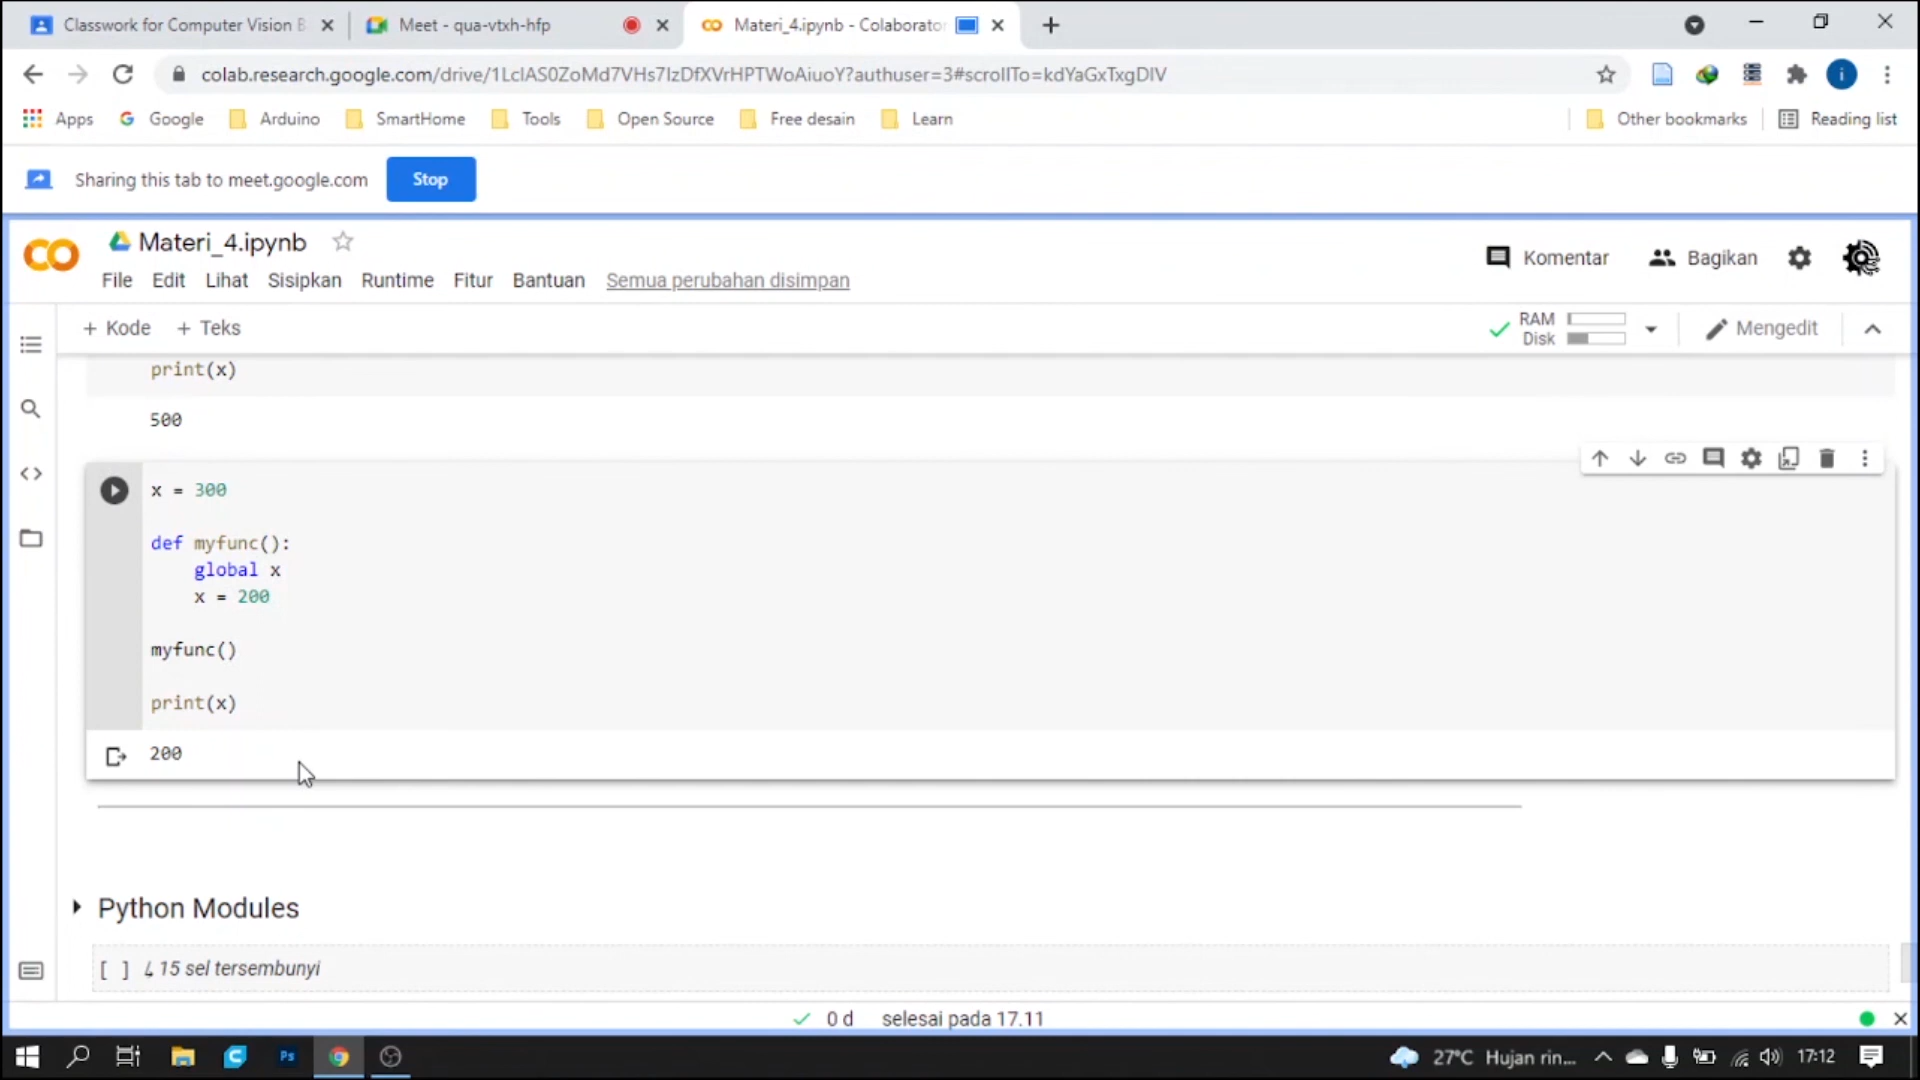 Classwork for Computer Vision B
Meet - qua-vtxh-hfp
Materi_4.ipynb - Colaborator
colab.research.google.com/drive/1LclAS0ZoMd7VHs7IzDfXVrHPTWoAiuoY?authuser=3#scrollTo=kdYaGxTxgDIV
i
Apps
Google
Arduino
SmartHome
Tools
Open Source
Free desain
Learn
Other bookmarks
Reading list
Sharing this tab to meet.google.com
Stop
Materi_4.ipynb
Komentar
Bagikan
File Edit Lihat Sisipkan Runtime Fitur Bantuan Semua perubahan disimpan
+ Kode + Teks
RAM
Disk
Mengedit
print(x)
500
x = 300
def myfunc():
global x
x = 200
myfunc()
print(x)
200
Python Modules
[ ] ↳ 15 sel tersembunyi
0 d selesai pada 17.11
Ps
27°C Hujan rin...
17:12